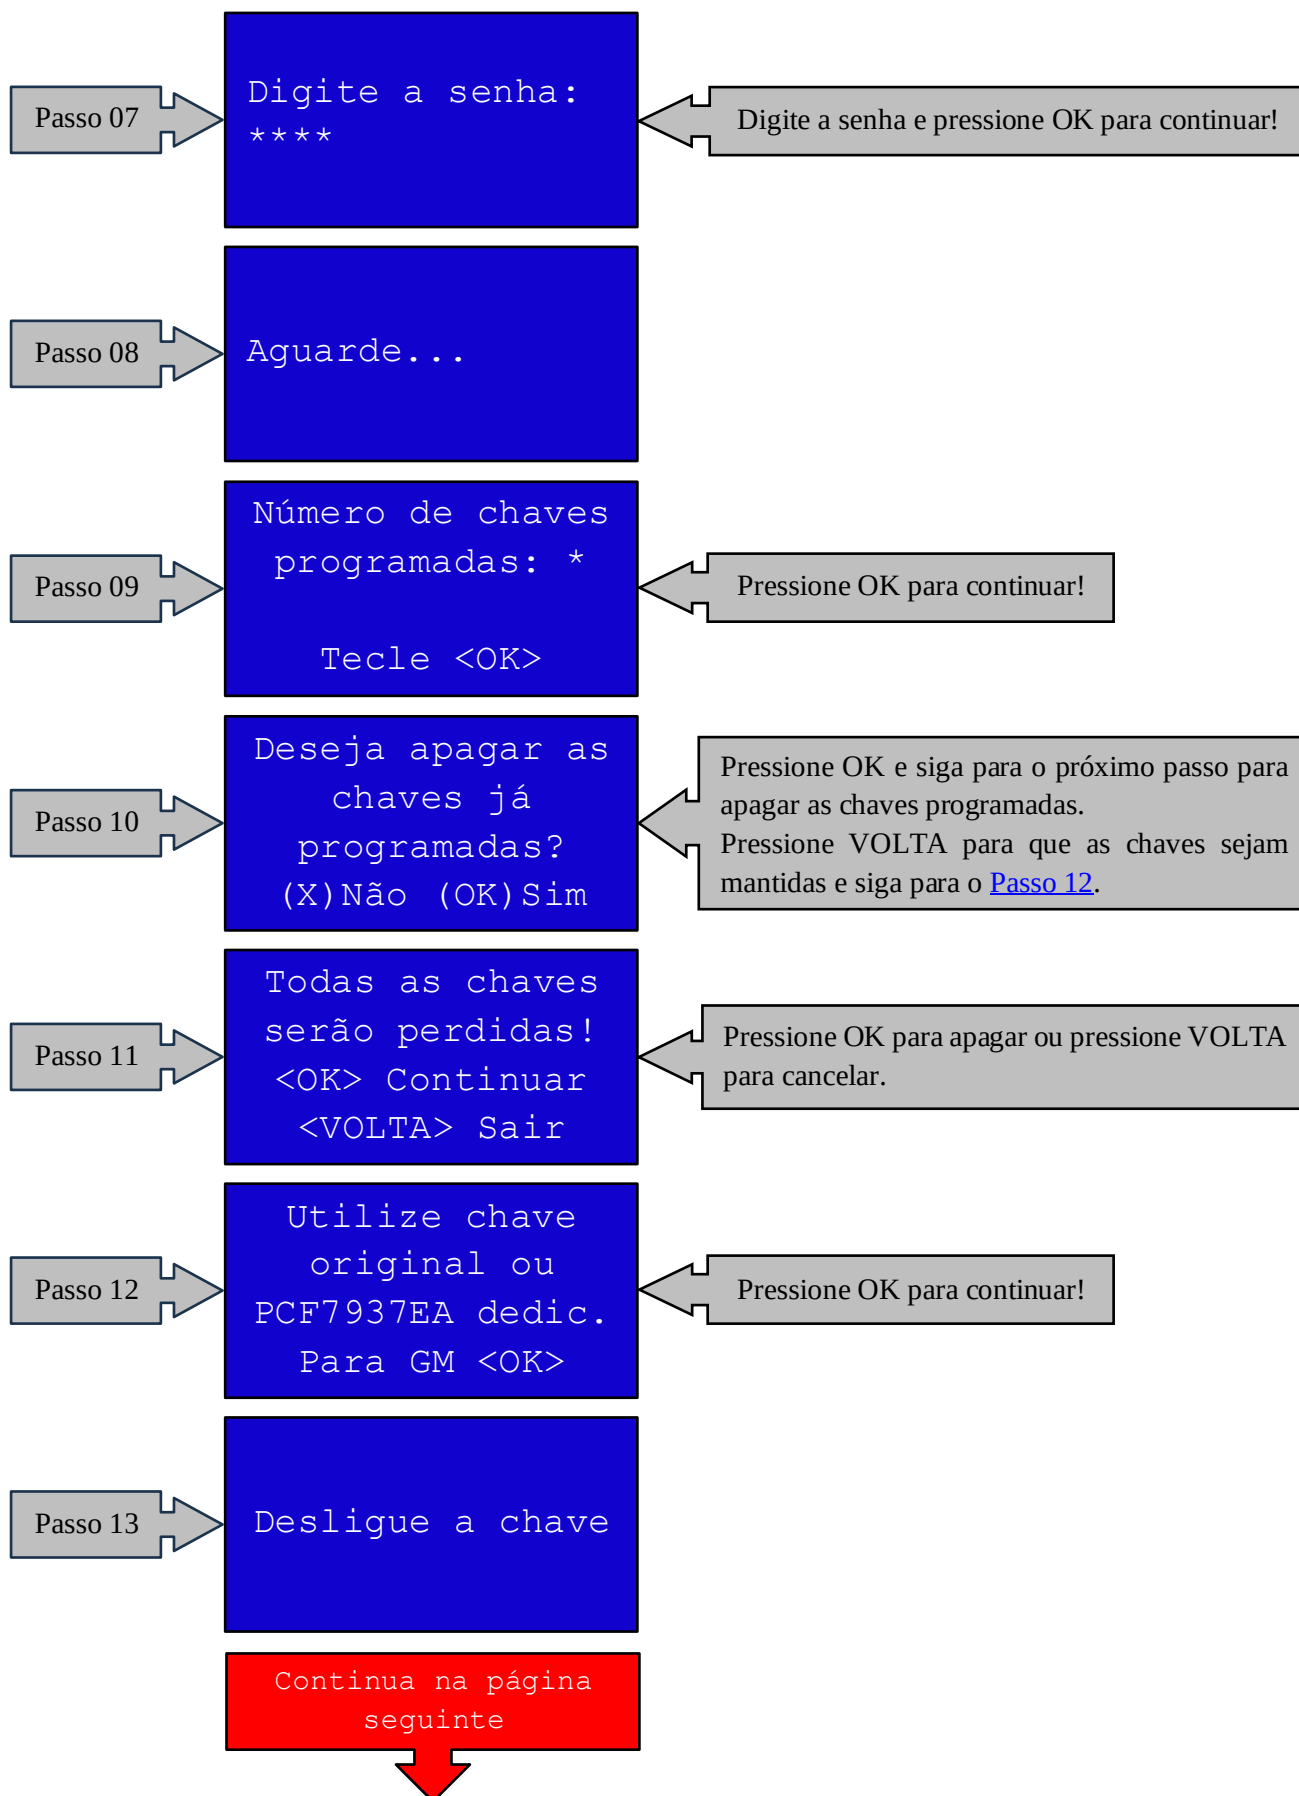 Passo 07
Digite a senha:
****
Digite a senha e pressione OK para continuar!
Passo 08
Aguarde...
Passo 09
Número de chaves
programadas: *
Tecle <OK>
Pressione OK para continuar!
Passo 10
Deseja apagar as
chaves já
programadas?
(X)Não (OK)Sim
Pressione OK e siga para o próximo passo para
apagar as chaves programadas.
Pressione VOLTA para que as chaves sejam
mantidas e siga para o Passo 12.
Passo 11
Todas as chaves
serão perdidas!
<OK> Continuar
<VOLTA> Sair
Pressione OK para apagar ou pressione VOLTA
para cancelar.
Passo 12
Utilize chave
original ou
PCF7937EA dedic.
Para GM <OK>
Pressione OK para continuar!
Passo 13
Desligue a chave
Continua na página
seguinte